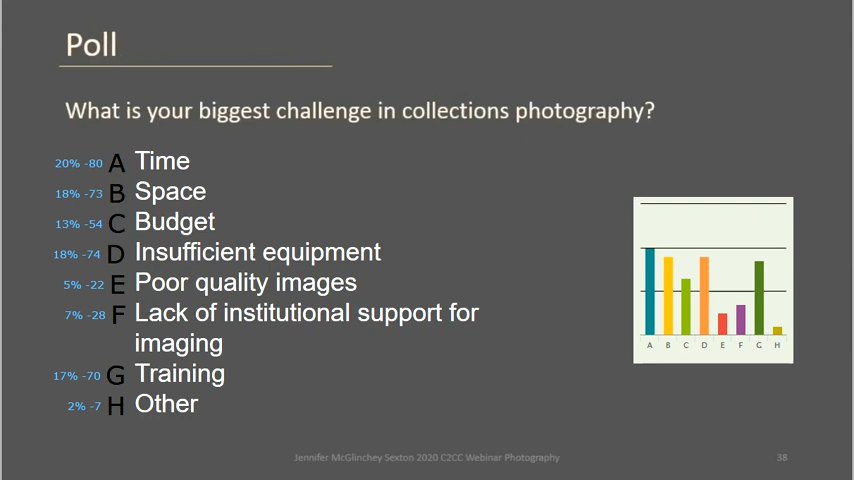 Poll
What is your biggest challenge in collections photography?
20% -80 A Time
18% -73 B Space
13% -54 C Budget
18% -74 D Insufficient equipment
5% -22 E Poor quality images
7% -28 F Lack of institutional support for
imaging
17% -70 G Training
2% -7 H Other
A B C D E F G H
Jennifer McGlinchey Sexton 2020 C2CC Webinar Photography 38